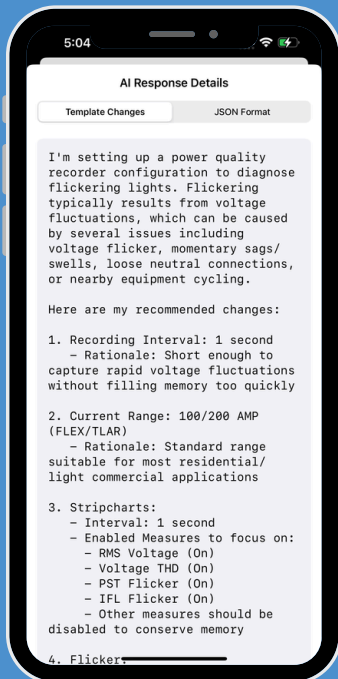 5:04
AI Response Details
Template Changes JSON Format
I'm setting up a power quality
recorder configuration to diagnose
flickering lights. Flickering
typically results from voltage
fluctuations, which can be caused
by several issues including
voltage flicker, momentary sags/
swells, loose neutral connections,
or nearby equipment cycling.
Here are my recommended changes:
1. Recording Interval: 1 second
- Rationale: Short enough to
capture rapid voltage fluctuations
without filling memory too quickly
2. Current Range: 100/200 AMP
(FLEX/TLAR)
- Rationale: Standard range
suitable for most residential/
light commercial applications
3. Stripcharts:
- Interval: 1 second
- Enabled Measures to focus on:
- RMS Voltage (On)
- Voltage THD (On)
- PST Flicker (On)
- IFL Flicker (On)
- Other measures should be
disabled to conserve memory
4. Flicker: